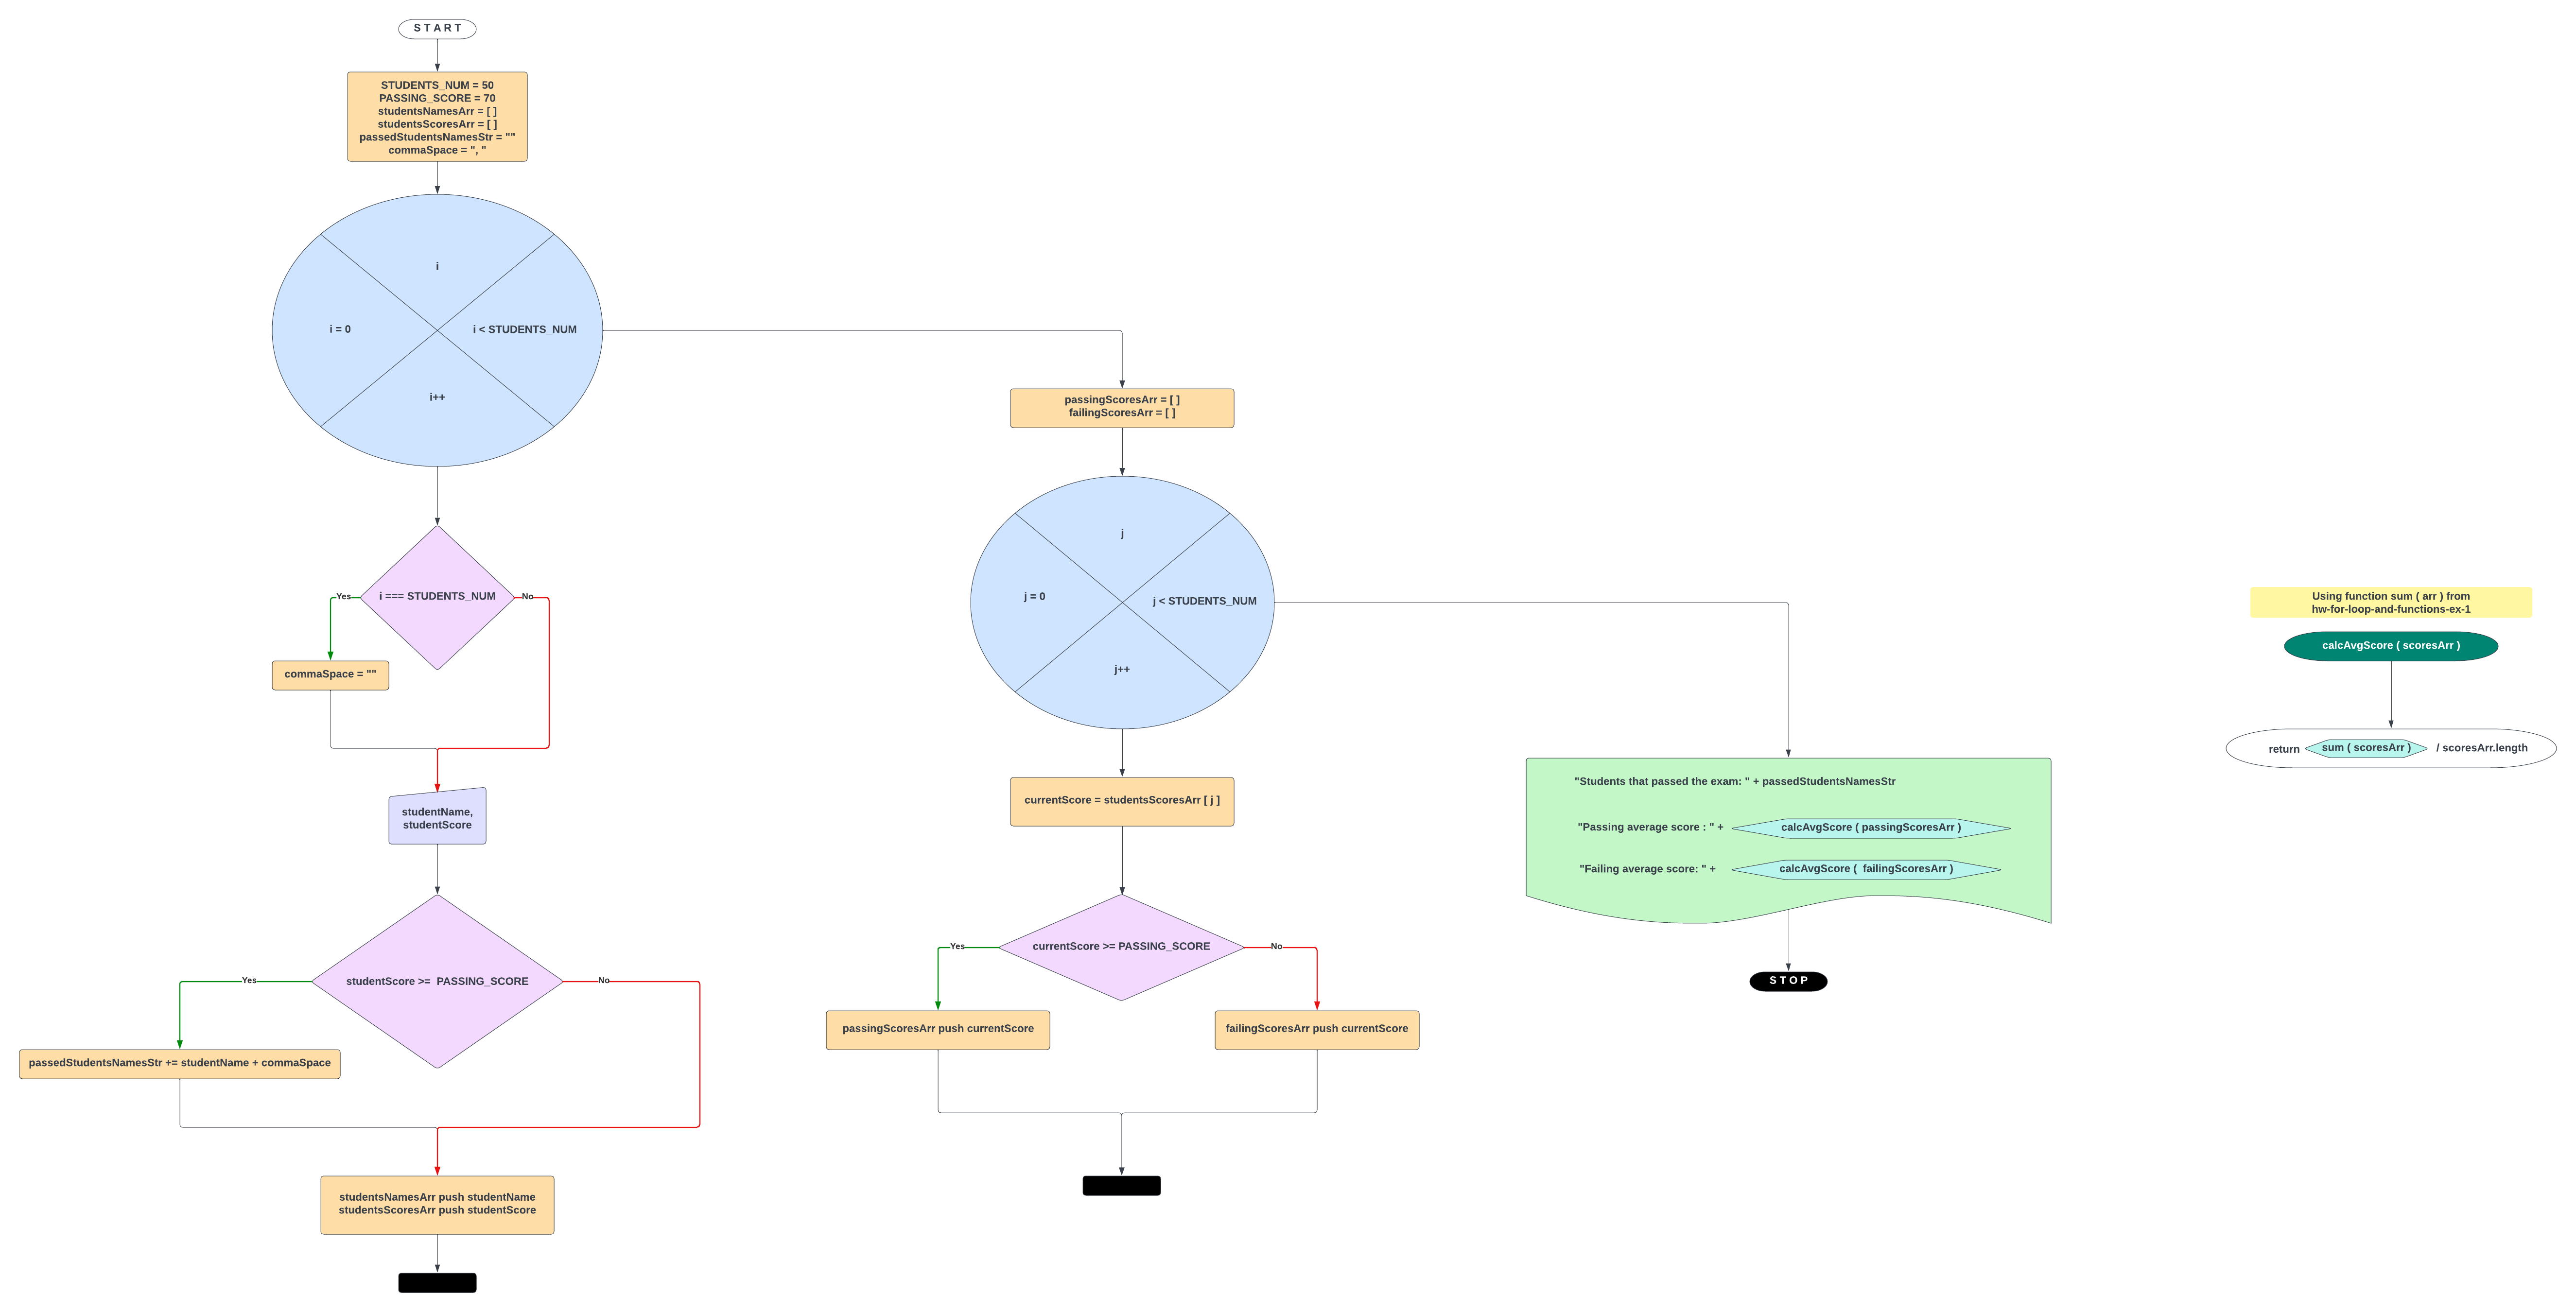 S T A R T
STUDENTS_NUM = 50
PASSING_SCORE = 70
studentsNamesArr = [ ]
studentsScoresArr = [ ]
passedStudentsNamesStr = ""
commaSpace = ", "
i
i = 0
i < STUDENTS_NUM
i++
i === STUDENTS_NUM
Yes
No
commaSpace = ""
studentName,
studentScore
studentScore >=  PASSING_SCORE
Yes
No
passedStudentsNamesStr += studentName + commaSpace
studentsNamesArr push studentName
studentsScoresArr push studentScore
passingScoresArr = [ ]
failingScoresArr = [ ]
j
j = 0
j < STUDENTS_NUM
j++
currentScore = studentsScoresArr [ j ]
currentScore >= PASSING_SCORE
Yes
No
passingScoresArr push currentScore
failingScoresArr push currentScore
"Students that passed the exam: " + passedStudentsNamesStr
"Passing average score : " + calcAvgScore ( passingScoresArr )
"Failing average score: " + calcAvgScore (  failingScoresArr )
S T O P
Using function sum ( arr ) from
hw-for-loop-and-functions-ex-1
calcAvgScore ( scoresArr )
return sum ( scoresArr ) / scoresArr.length